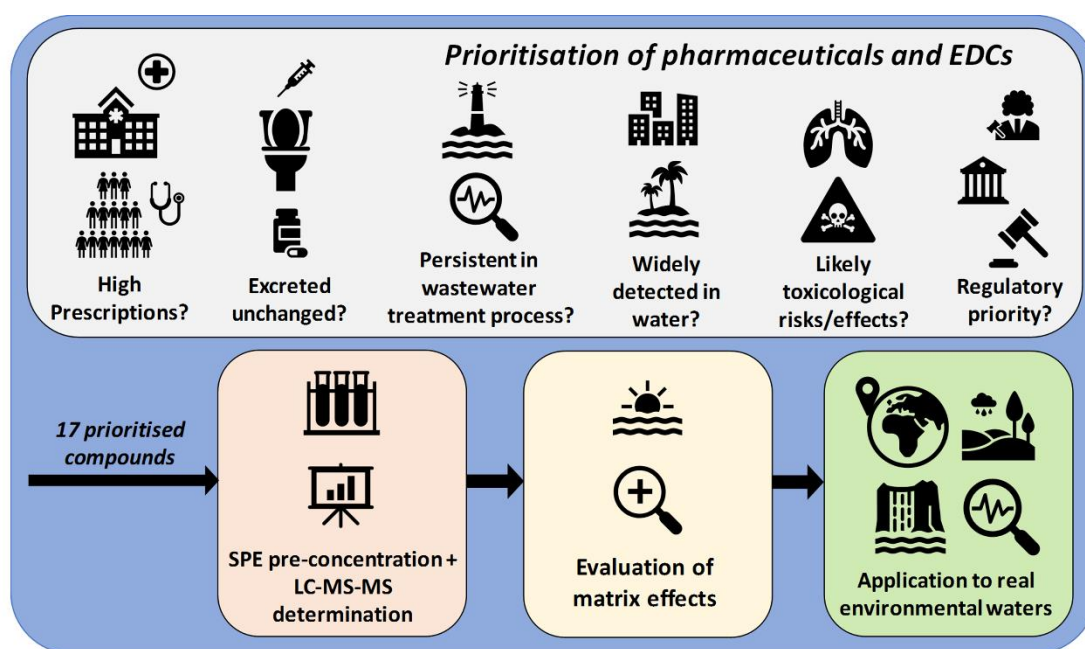 Prioritisation of pharmaceuticals and EDCs
High
Prescriptions?
Excreted
unchanged?
Persistent in
wastewater
treatment process?
Widely
detected in
water?
Likely
toxicological
risks/effects?
Regulatory
priority?
17 prioritised
compounds
SPE pre-concentration +
LC-MS-MS
determination
Evaluation of
matrix effects
Application to real
environmental waters